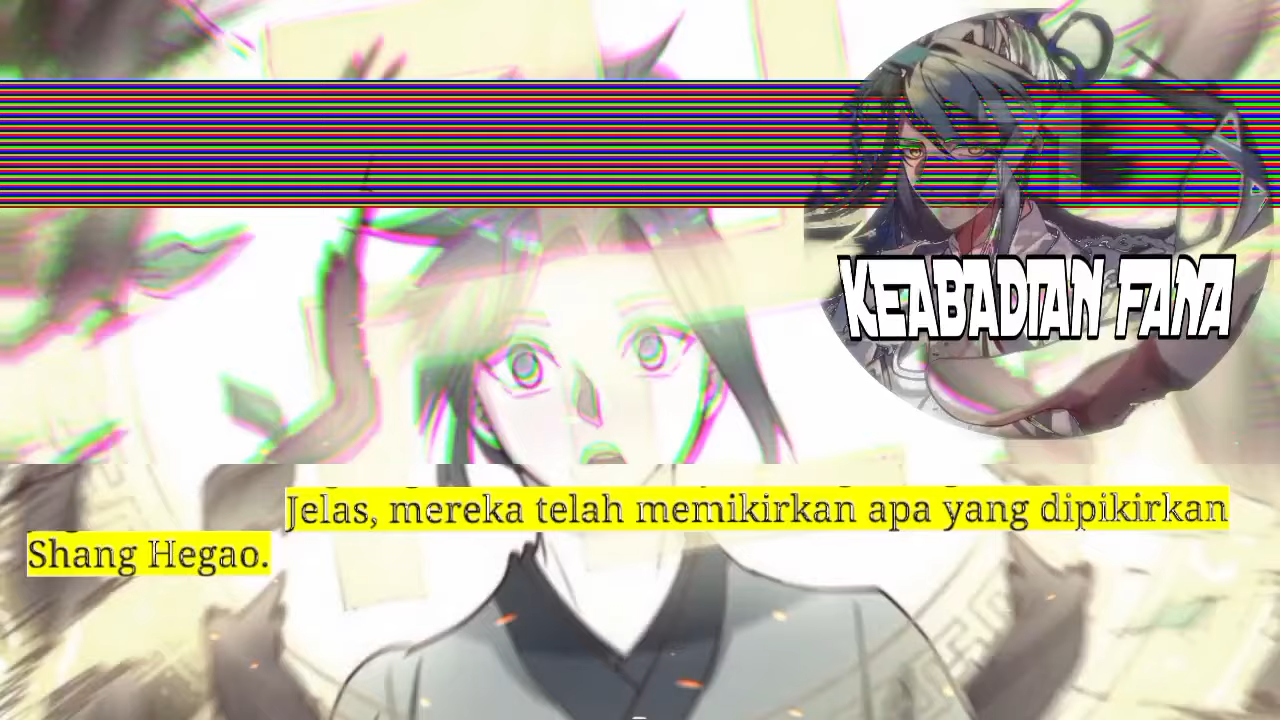 KEABADIAN FANA
Jelas, mereka telah memikirkan apa yang dipikirkan
Shang Hegao.